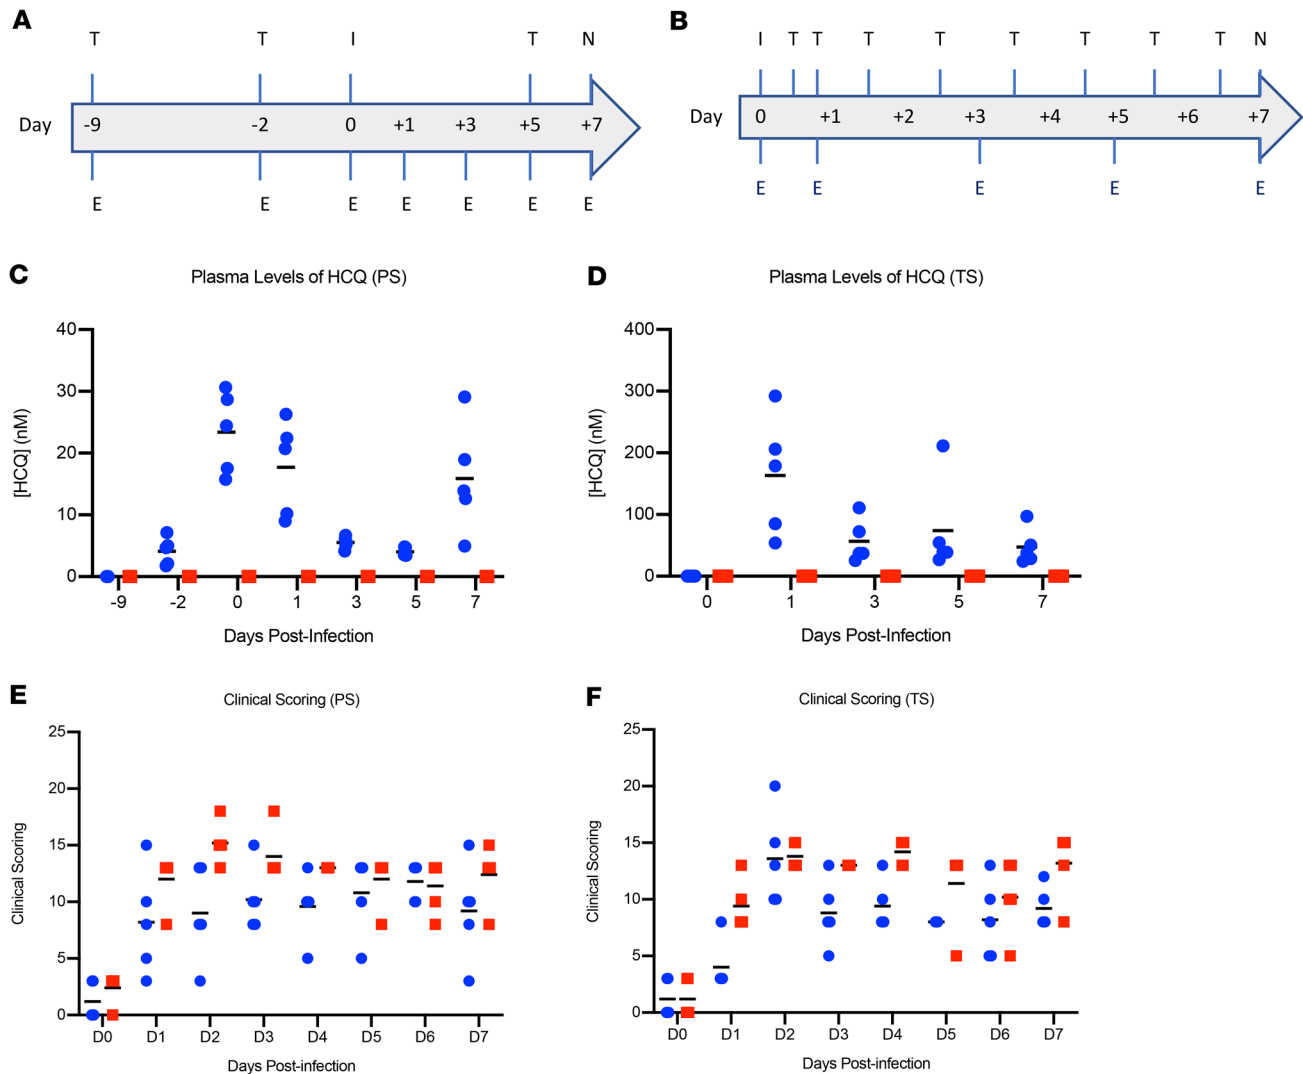 A
T T I T N
Day -9 -2 0 +1 +3 +5 +7
E E E E E E E
B
I T T T T T T T T N
Day 0 +1 +2 +3 +4 +5 +6 +7
E E E E E
C
Plasma Levels of HCQ (PS)
[HCQ] (nM)
40
30
20
10
0
-9 -2 0 1 3 5 7
Days Post-Infection
D
Plasma Levels of HCQ (TS)
[HCQ] (nM)
400
300
200
100
0
0 1 3 5 7
Days Post-Infection
E
Clinical Scoring (PS)
Clinical Scoring
25
20
15
10
5
0
D0 D1 D2 D3 D4 D5 D6 D7
Days Post-infection
F
Clinical Scoring (TS)
Clinical Scoring
25
20
15
10
5
0
D0 D1 D2 D3 D4 D5 D6 D7
Days Post-infection